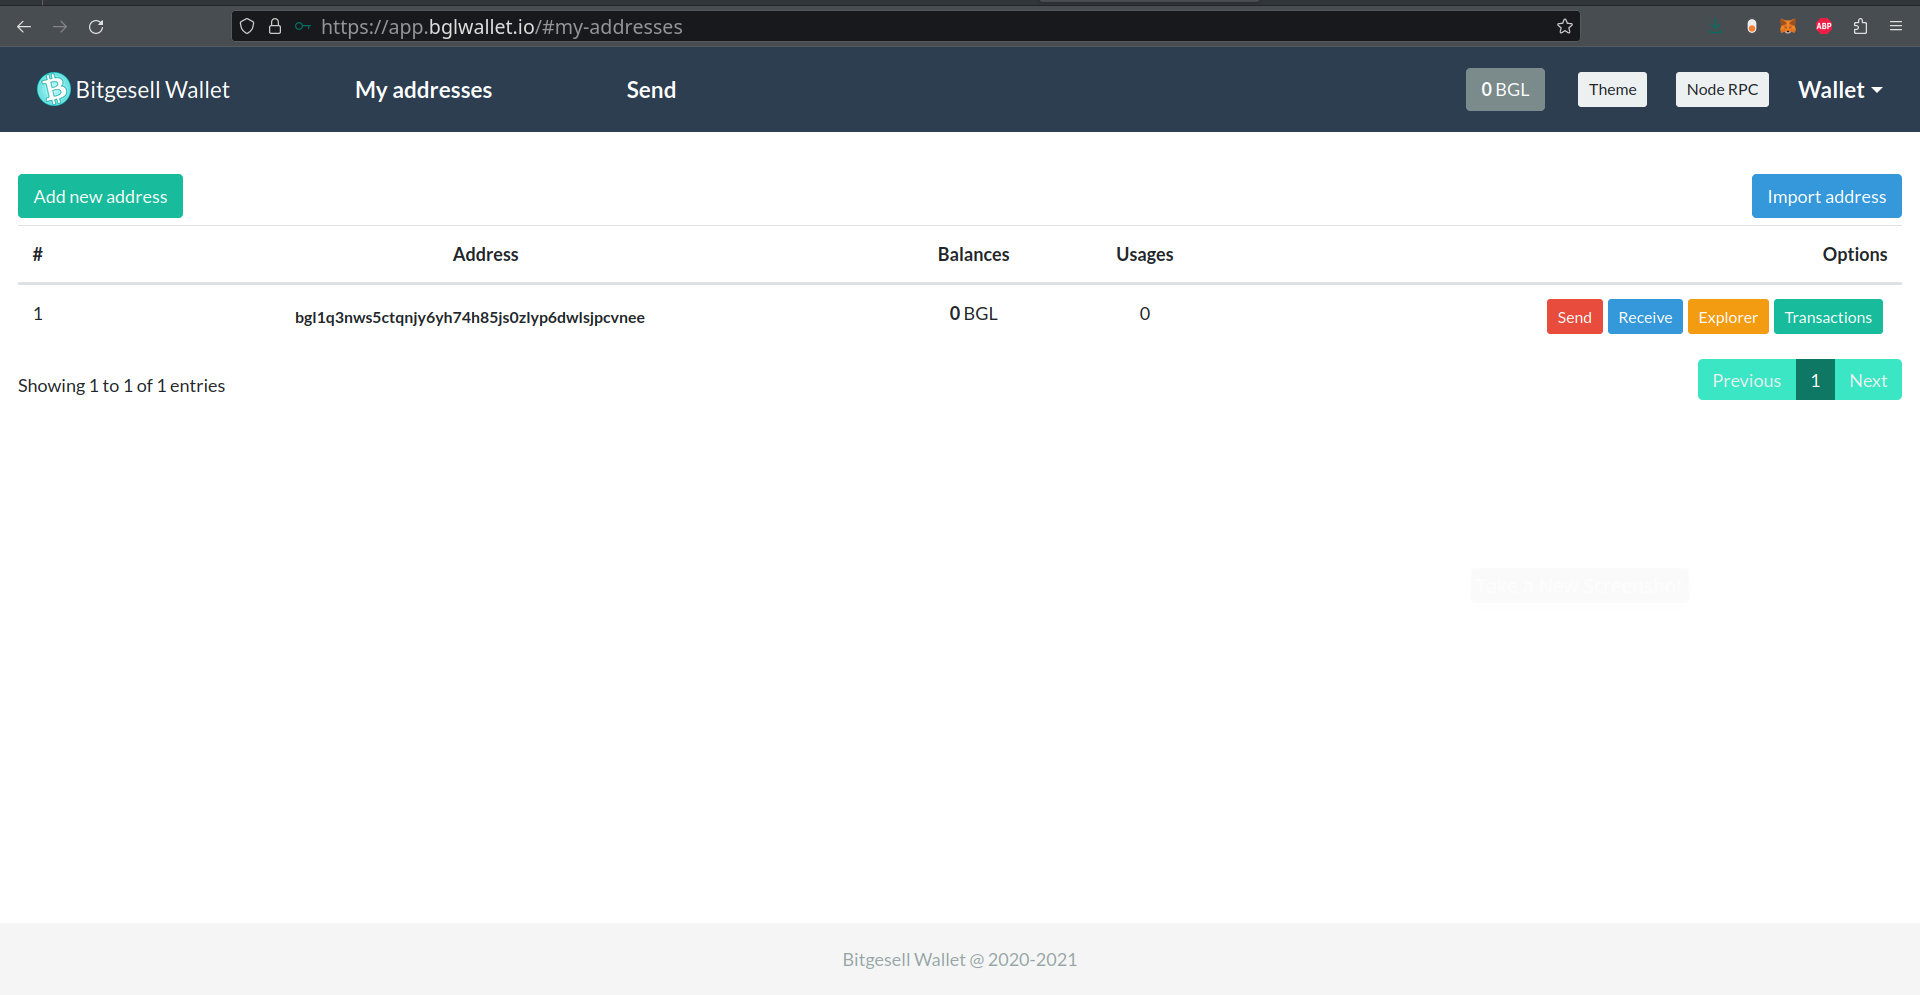 https://app.bglwallet.io/#my-addresses
ABP
Bitgesell Wallet My addresses Send 0 BGL Theme Node RPC Wallet
Add new address Import address
# Address Balances Usages Options
1 bgl1q3nws5ctqnjy6yh74h85js0zlyp6dwlsjpcvnee 0 BGL 0 Send Receive Explorer Transactions
Showing 1 to 1 of 1 entries Previous 1 Next
Bitgesell Wallet @ 2020-2021